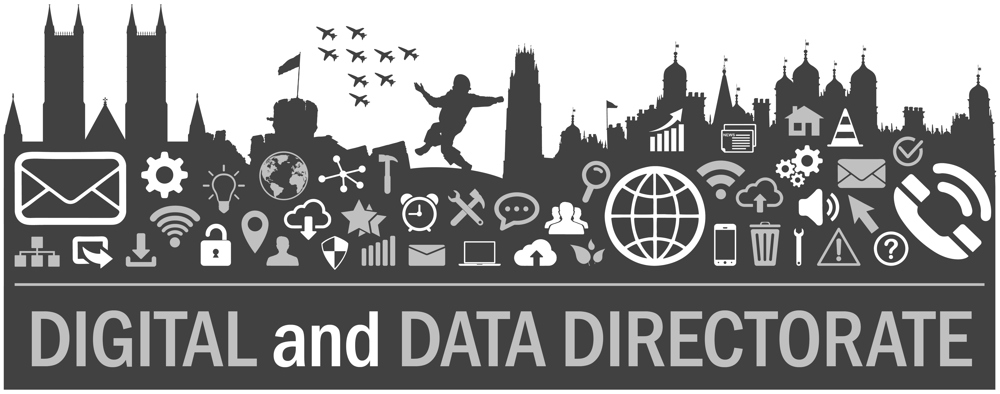 NEWS
DIGITAL and DATA DIRECTORATE